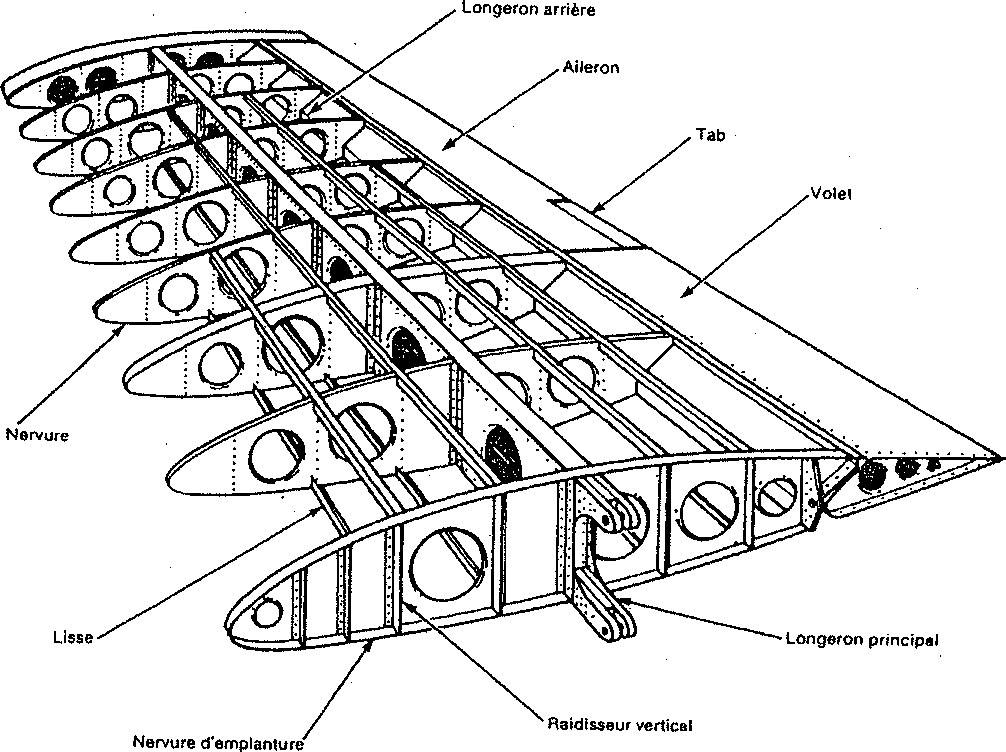 Longeron arrière
Aileron
Tab
Volet
Nervure
Lisse
Longeron principal
Raidisseur vertical
Nervure d'emplanture